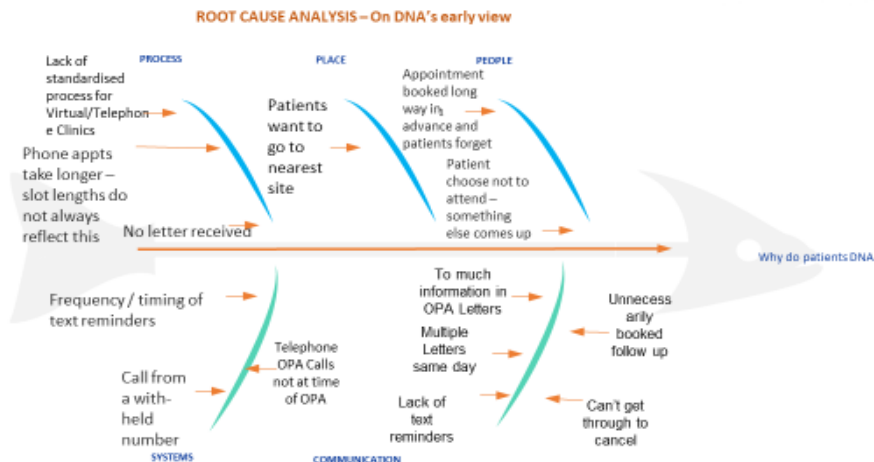 ROOT CAUSE ANALYSIS – On DNA's early view
PROCESS
PLACE
PEOPLE
Lack of
standardised
process for
Virtual/Telephon
e Clinics
Phone appts
take longer –
slot lengths do
not always
reflect this
No letter received
Patients
want to
go to
nearest
site
Appointment
booked long
way in
advance and
patients forget
Patient
choose not to
attend –
something
else comes up
Why do patients DNA
Frequency / timing of
text reminders
Call from
a with-
held
number
Telephone
OPA Calls
not at time
of OPA
To much
information in
OPA Letters
Multiple
Letters
same day
Lack of
text
reminders
Unnecess
arily
booked
follow up
Can't get
through to
cancel
SYSTEMS
COMMUNICATION